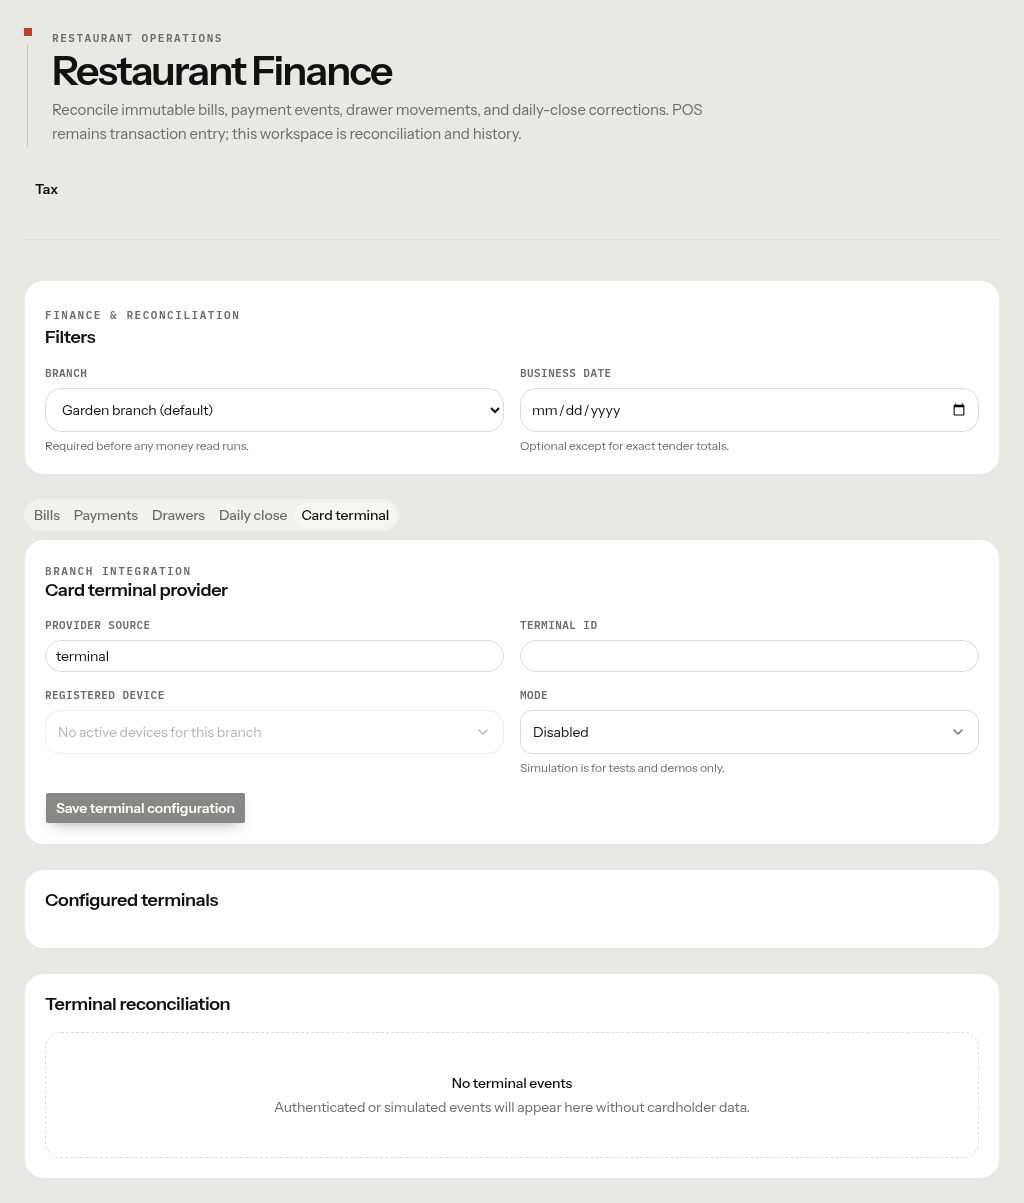 RESTAURANT OPERATIONS
Restaurant Finance
Reconcile immutable bills, payment events, drawer movements, and daily-close corrections. POS
remains transaction entry; this workspace is reconciliation and history.
Tax
FINANCE & RECONCILIATION
Filters
BRANCH
Garden branch (default)
Required before any money read runs.
BUSINESS DATE
mm/dd/yyyy
Optional except for exact tender totals.
Bills Payments Drawers Daily close Card terminal
BRANCH INTEGRATION
Card terminal provider
PROVIDER SOURCE
terminal
TERMINAL ID
REGISTERED DEVICE
No active devices for this branch
MODE
Disabled
Simulation is for tests and demos only.
Save terminal configuration
Configured terminals
Terminal reconciliation
No terminal events
Authenticated or simulated events will appear here without cardholder data.